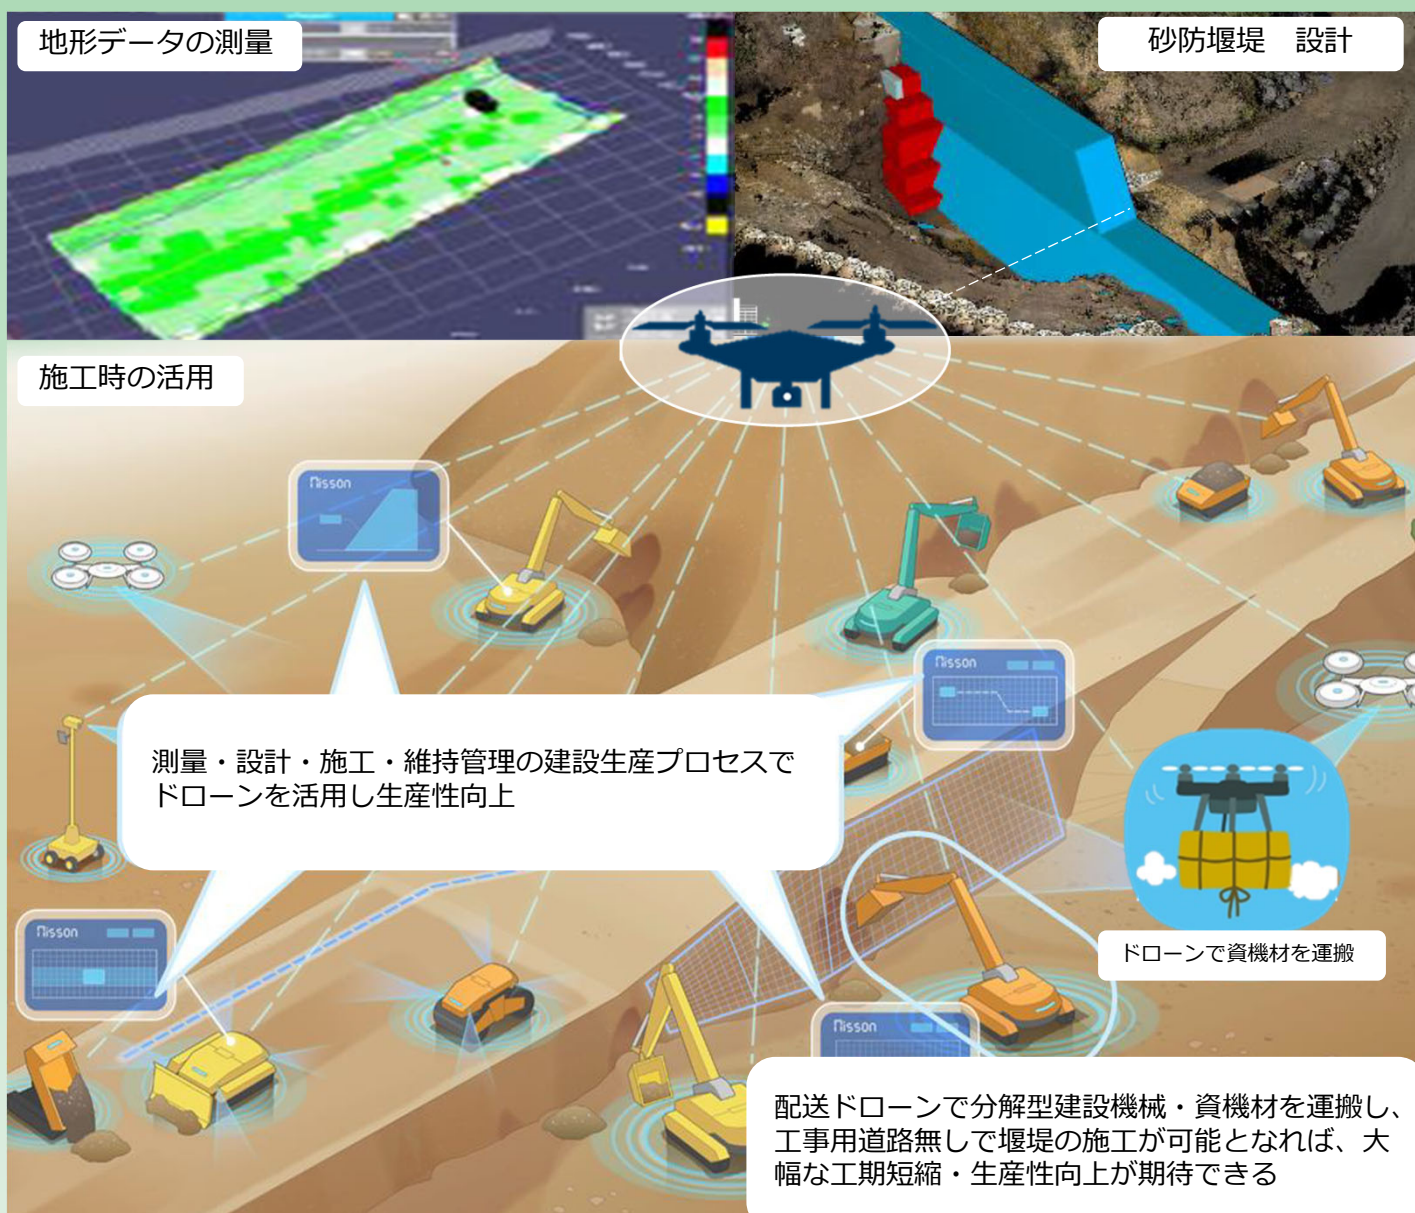 地形データの測量
砂防堰堤　設計
施工時の活用
Nisson
Nisson
測量・設計・施工・維持管理の建設生産プロセスで
ドローンを活用し生産性向上
Nisson
ドローンで資機材を運搬
Nisson
配送ドローンで分解型建設機械・資機材を運搬し、
工事用道路無しで堰堤の施工が可能となれば、大
幅な工期短縮・生産性向上が期待できる